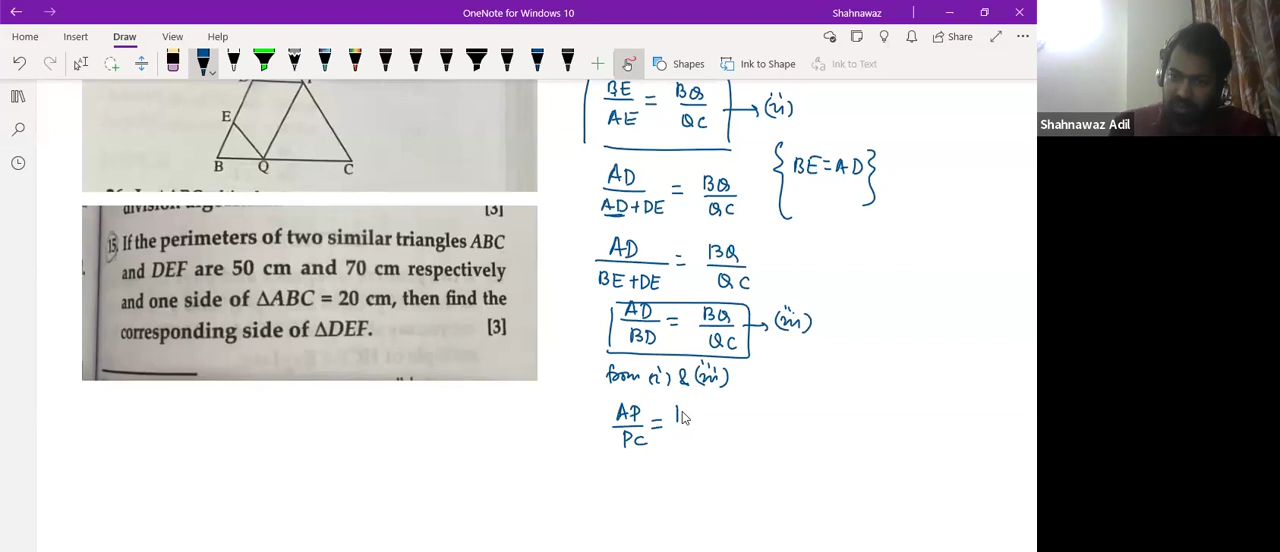 OneNote for Windows 10
Shahnawaz
Home Insert Draw View Help
Share
Shapes
Ink to Shape
Ink to Text
Shahnawaz Adil
E
B Q C
[3]
15. If the perimeters of two similar triangles ABC
and DEF are 50 cm and 70 cm respectively
and one side of ΔABC = 20 cm, then find the
corresponding side of ΔDEF. [3]
BE/AE = BQ/QC → (ii)
{BE=AD}
AD/AD+DE = BQ/QC
AD/BE+DE = BQ/QC
AD/BD = BQ/QC → (iii)
from (i) & (iii)
AP/PC =